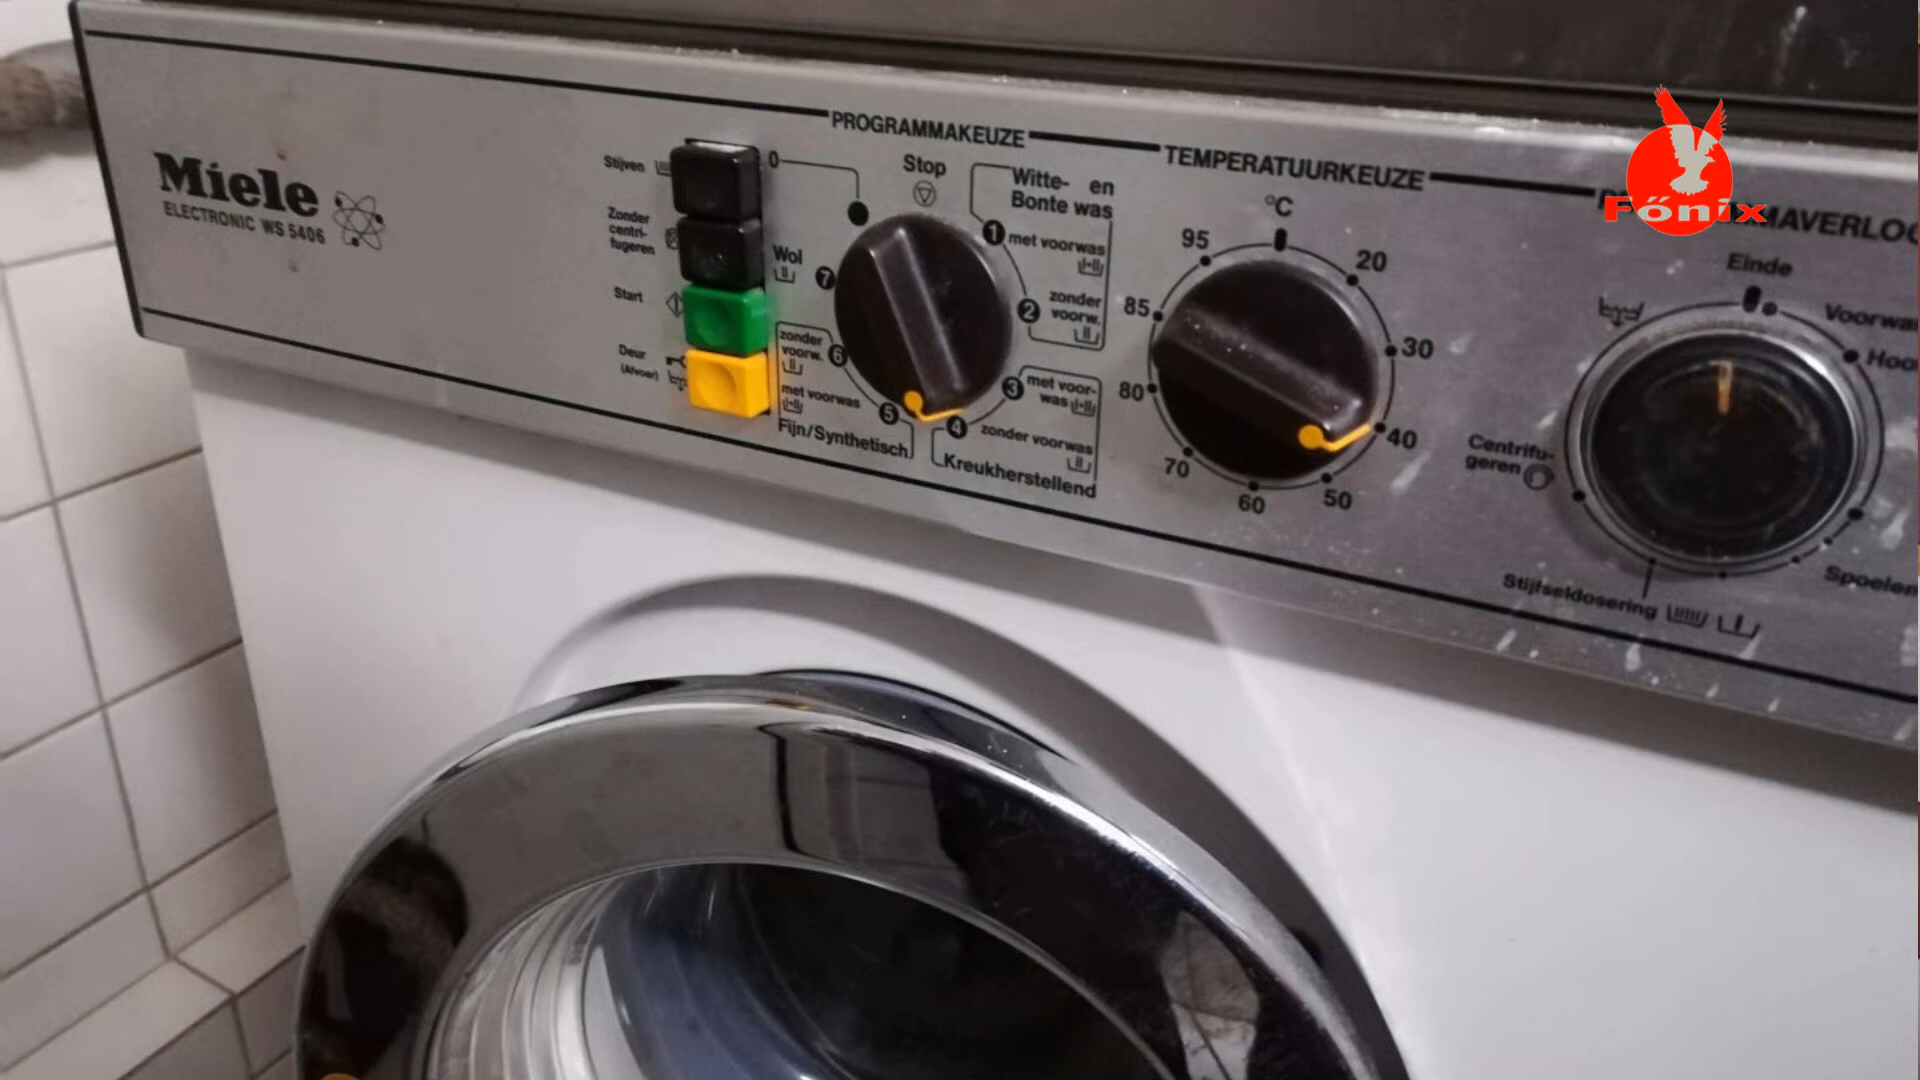 Miele
ELECTRONIC WS 5406
Stijven
0
Zonder
centri-
fugeren
Start
Deur
(Afvoer)
PROGRAMMAKEUZE
Stop
Witte- en
Bonte was
1 met voorwas
2 zonder
voorw.
3 met voor-
was
4 zonder voorwas
Kreukherstellend
Wol
7
zonder
voorw.
6
met voorwas
5
Fijn/Synthetisch
TEMPERATUURKEUZE
°C
20
30
40
50
60
70
80
85
95
MAVERLOO
Einde
Voorwas
Hoo
Centrifu-
geren
Spoelen
Stijfseldosering
Főnix